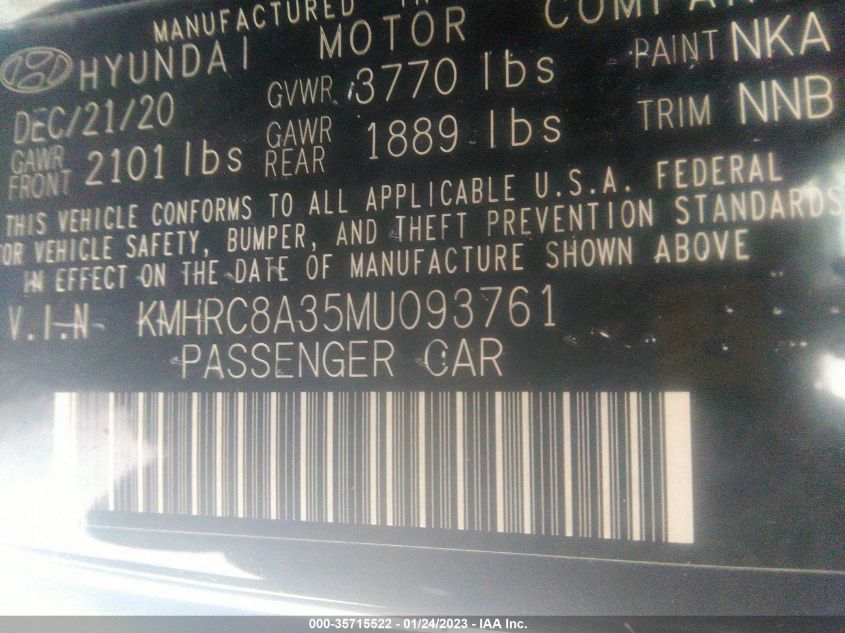 MANUFACTURED
HYUNDAI MOTOR COMPANY
DEC/21/20 GVWR 3770 lbs PAINT NKA
GAWR FRONT 2101 lbs GAWR REAR 1889 lbs TRIM NNB
THIS VEHICLE CONFORMS TO ALL APPLICABLE U.S.A. FEDERAL
VEHICLE SAFETY, BUMPER, AND THEFT PREVENTION STANDARDS
IN EFFECT ON THE DATE OF MANUFACTURE SHOWN ABOVE
V.I.N KMHRC8A35MU093761
PASSENGER CAR
000-35715522 - 01/24/2023 - IAA Inc.